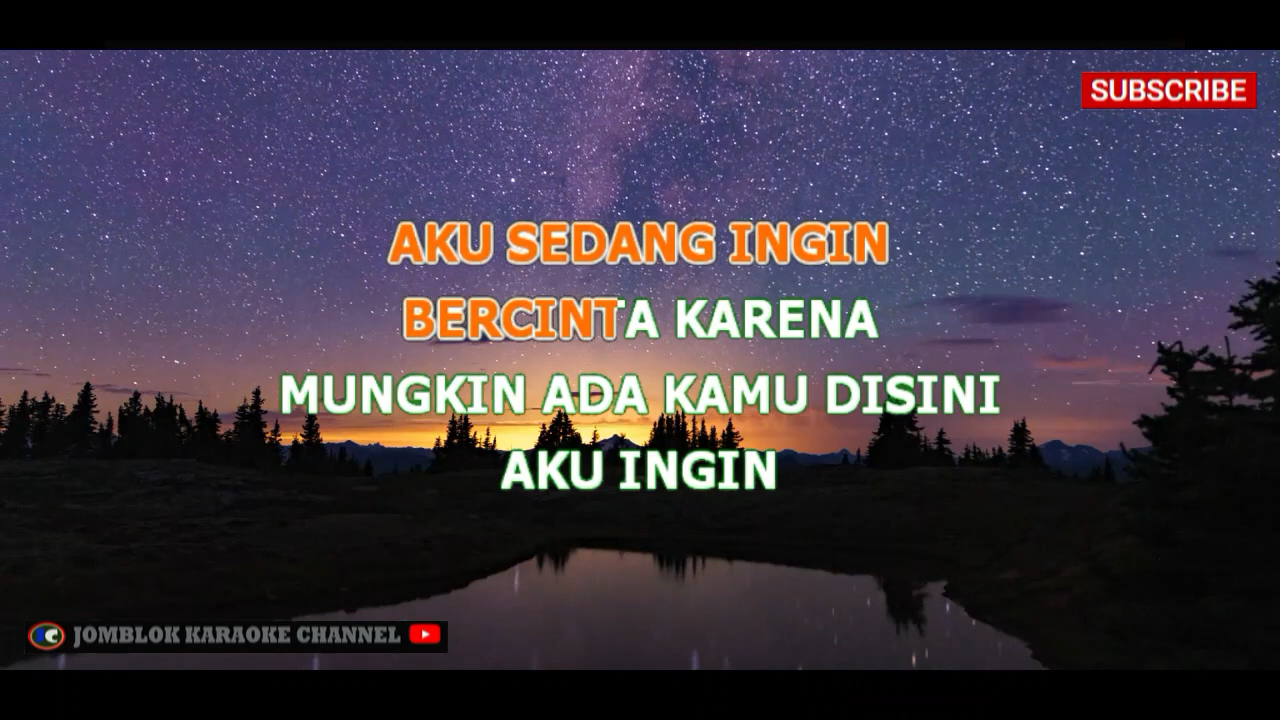 SUBSCRIBE
AKU SEDANG INGIN
BERCINTA KARENA
MUNGKIN ADA KAMU DISINI
AKU INGIN
JOMBLOK KARAOKE CHANNEL